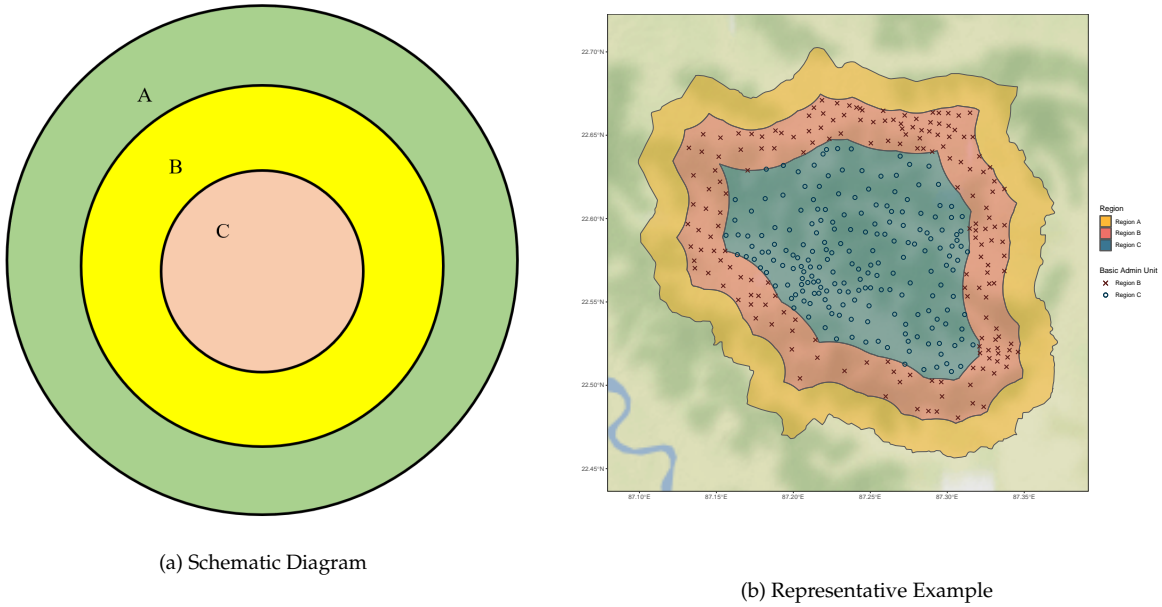 A
B
C
(a) Schematic Diagram
22.70°N
22.65°N
22.60°N
22.55°N
22.50°N
22.45°N
87.10°E
87.15°E
87.20°E
87.25°E
87.30°E
87.35°E
Region
Region A
Region B
Region C
Basic Admin Unit
Region B
Region C
(b) Representative Example